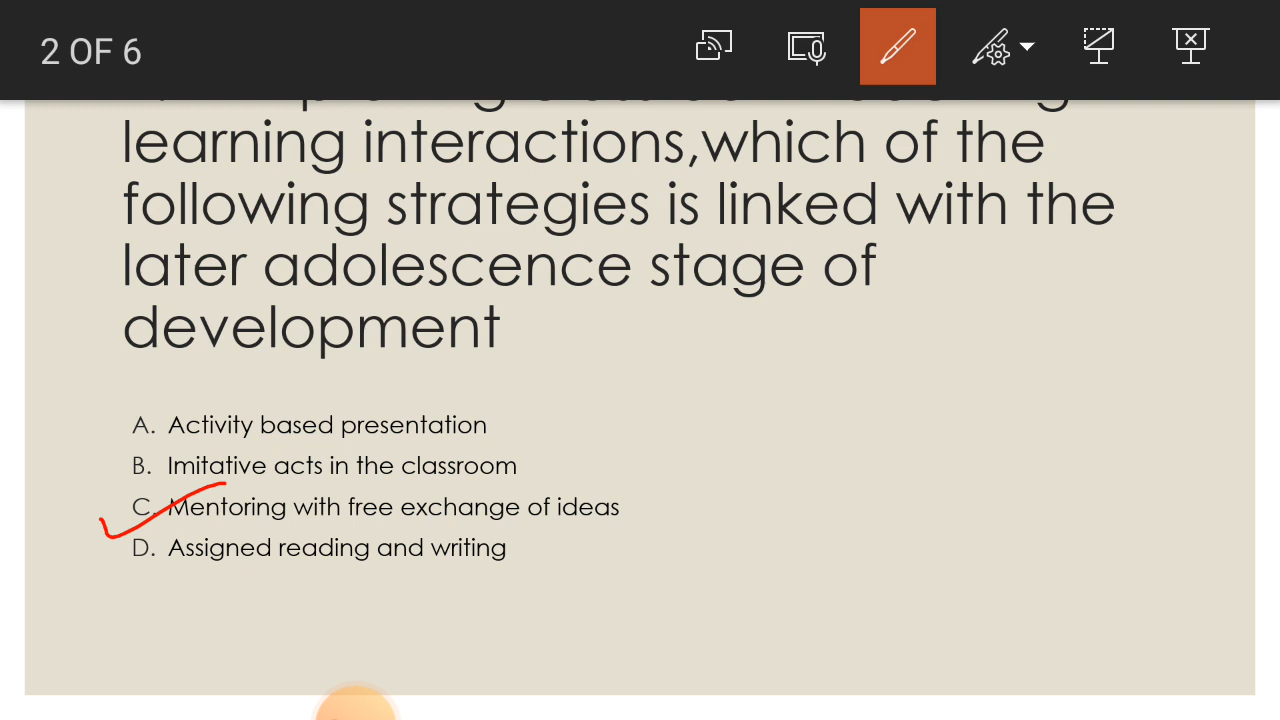 2 OF 6
learning interactions,which of the
following strategies is linked with the
later adolescence stage of
development
A. Activity based presentation
B. Imitative acts in the classroom
C. Mentoring with free exchange of ideas
D. Assigned reading and writing